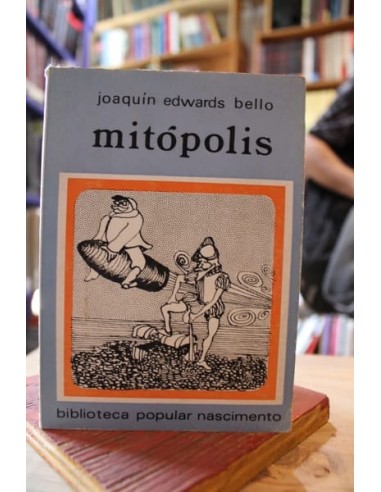 joaquín edwards bello
mitópolis
biblioteca popular nascimento